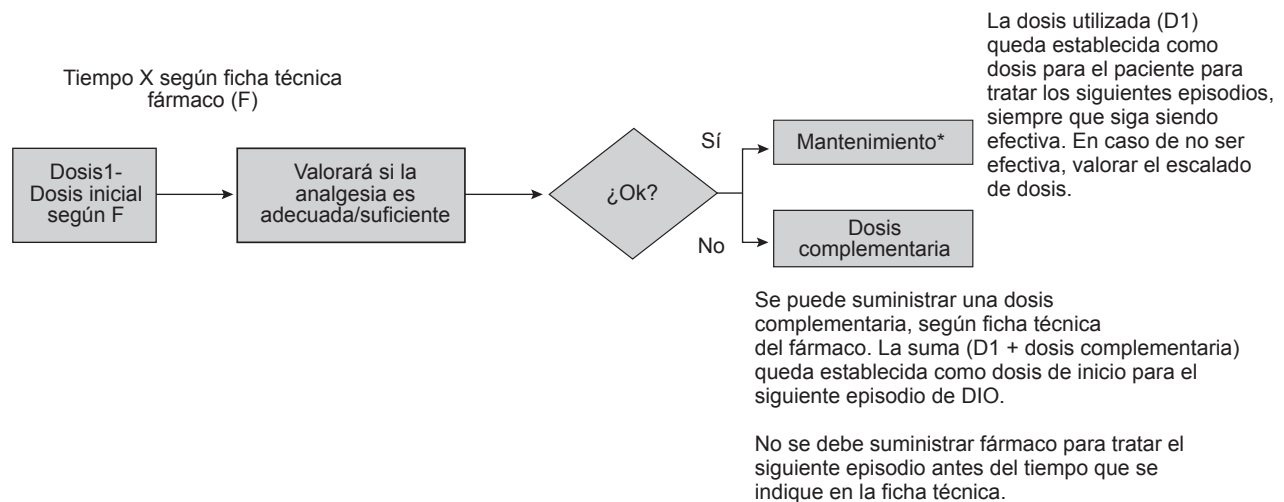 Tiempo X según ficha técnica
fármaco (F)
Dosis1-
Dosis inicial
según F
Valorará si la
analgesia es
adecuada/suficiente
¿Ok?
Sí
Mantenimiento*
La dosis utilizada (D1)
queda establecida como
dosis para el paciente para
tratar los siguientes episodios,
siempre que siga siendo
efectiva. En caso de no ser
efectiva, valorar el escalado
de dosis.
No
Dosis
complementaria
Se puede suministrar una dosis
complementaria, según ficha técnica
del fármaco. La suma (D1 + dosis complementaria)
queda establecida como dosis de inicio para el
siguiente episodio de DIO.
No se debe suministrar fármaco para tratar el
siguiente episodio antes del tiempo que se
indique en la ficha técnica.